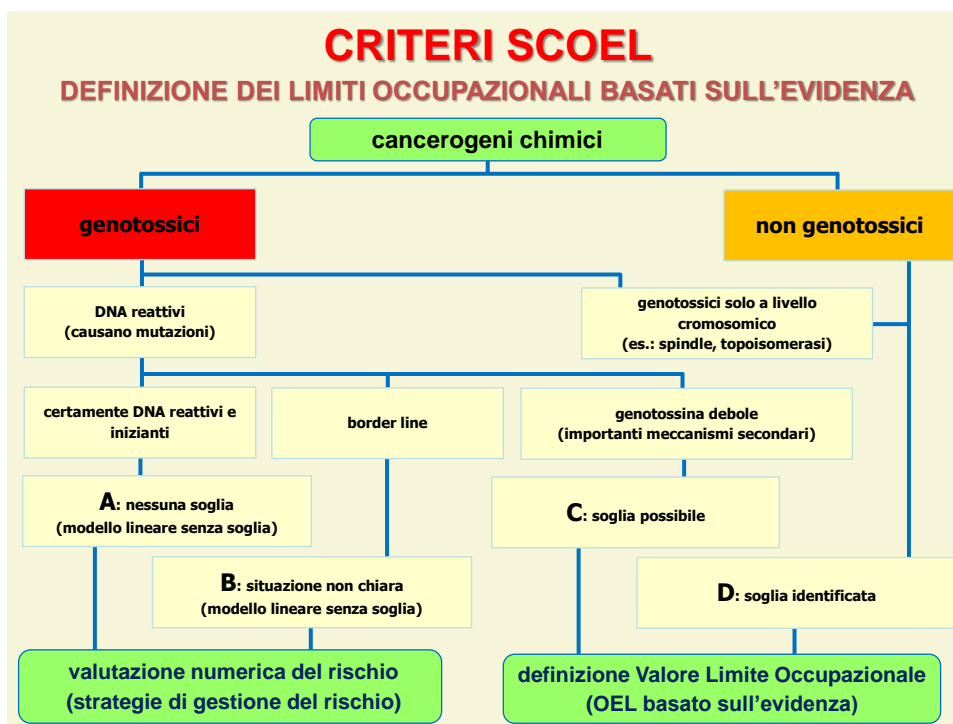 CRITERI SCOEL
DEFINIZIONE DEI LIMITI OCCUPAZIONALI BASATI SULL'EVIDENZA
cancerogeni chimici
genotossici
non genotossici
DNA reattivi
(causano mutazioni)
genotossici solo a livello
cromosomico
(es.: spindle, topoisomerasi)
certamente DNA reattivi e
inizianti
border line
genotossina debole
(importanti meccanismi secondari)
A: nessuna soglia
(modello lineare senza soglia)
C: soglia possibile
B: situazione non chiara
(modello lineare senza soglia)
D: soglia identificata
valutazione numerica del rischio
(strategie di gestione del rischio)
definizione Valore Limite Occupazionale
(OEL basato sull'evidenza)